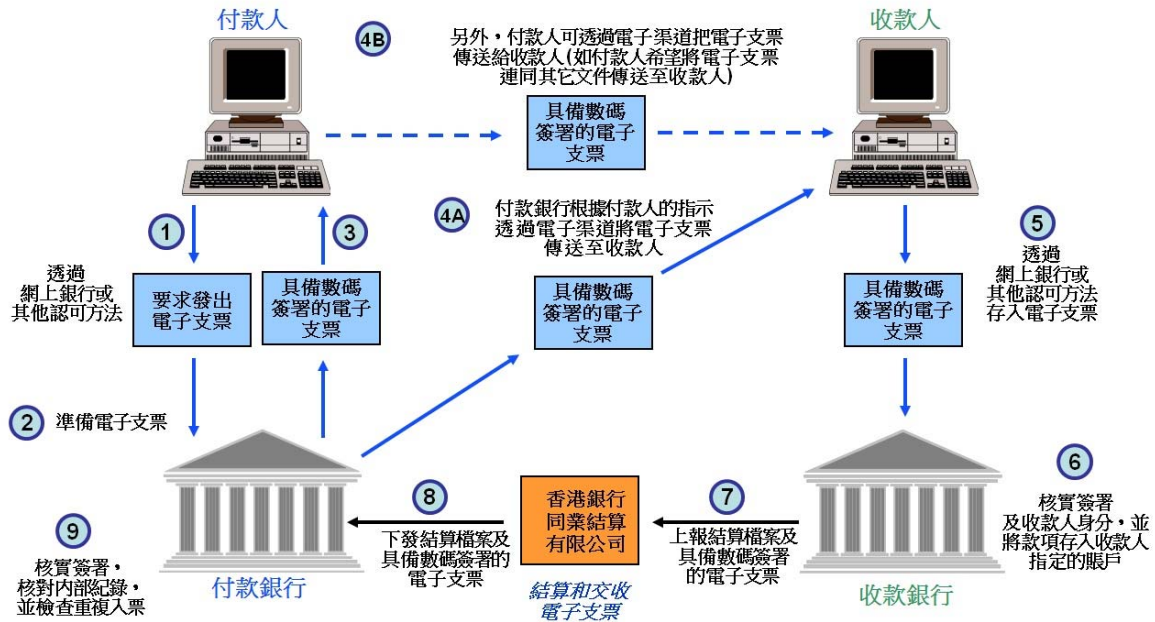 付款人
收款人
4B
另外，付款人可透過電子渠道把電子支票
傳送給收款人(如付款人希望將電子支票
連同其它文件傳送至收款人)
具備數碼
簽署的電子
支票
1
3
4A
付款銀行根據付款人的指示
透過電子渠道將電子支票
傳送至收款人
5
透過
網上銀行或
其他認可方法
要求發出
電子支票
具備數碼
簽署的電子
支票
具備數碼
簽署的電子
支票
具備數碼
簽署的電子
支票
透過
網上銀行或
其他認可方法
存入電子支票
2
準備電子支票
6
核實簽署
及收款人身分，並
將款項存入收款人
指定的賬戶
8
下發結算檔案及
具備數碼簽署的
電子支票
香港銀行
同業結算
有限公司
7
上報結算檔案及
具備數碼簽署
的電子支票
9
核實簽署，
核對內部紀錄，
並檢查重複入票
付款銀行
結算和交收
電子支票
收款銀行